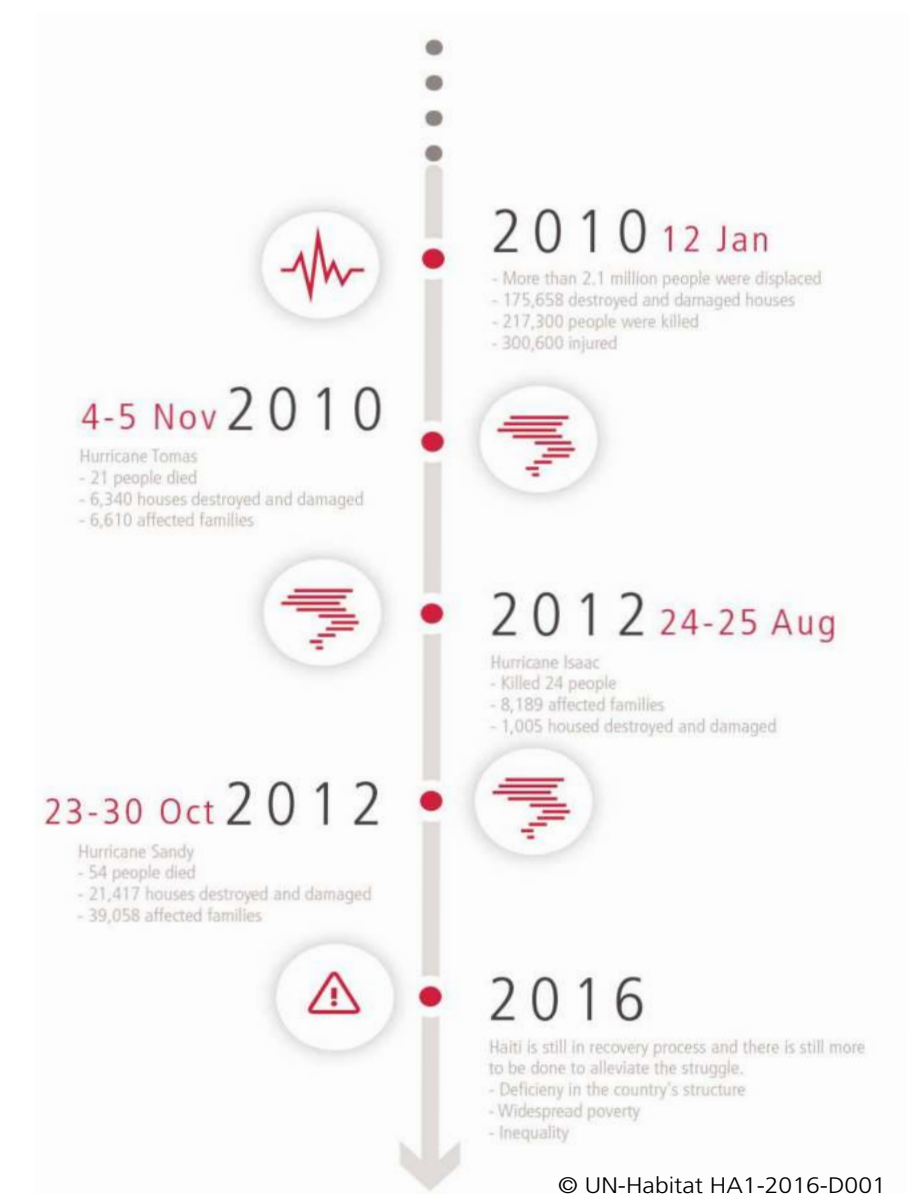 2010 12 Jan
- More than 2.1 million people were displaced
- 175,658 destroyed and damaged houses
- 217,300 people were killed
- 300,600 injured
4-5 Nov 2010
Hurricane Tomas
- 21 people died
- 6,340 houses destroyed and damaged
- 6,610 affected families
2012 24-25 Aug
Hurricane Isaac
- Killed 24 people
- 8,189 affected families
- 1,005 housed destroyed and damaged
23-30 Oct 2012
Hurricane Sandy
- 54 people died
- 21,417 houses destroyed and damaged
- 39,058 affected families
2016
Haiti is still in recovery process and there is still more
to be done to alleviate the struggle.
- Deficieny in the country's structure
- Widespread poverty
- Inequality
© UN-Habitat HA1-2016-D001